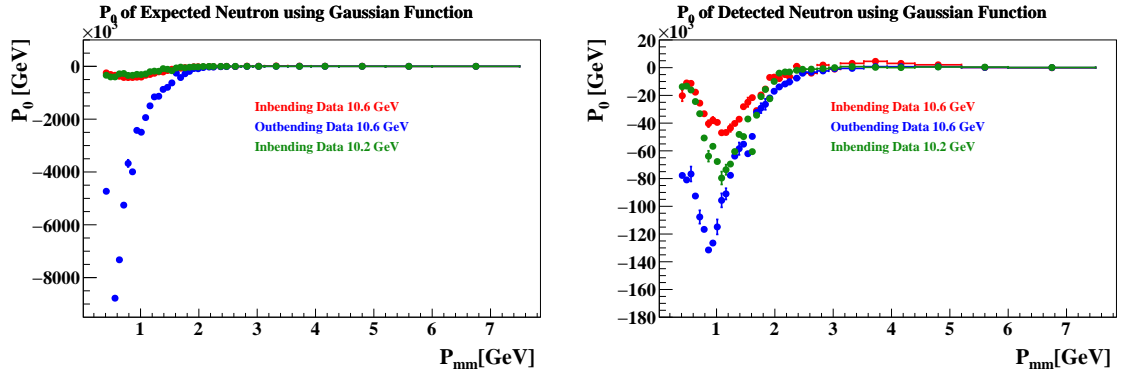 P₀ of Expected Neutron using Gaussian Function
×10³
P₀ [GeV]
0
−2000
−4000
−6000
−8000
Inbending Data 10.6 GeV
Outbending Data 10.6 GeV
Inbending Data 10.2 GeV
1 2 3 4 5 6 7
Pmm[GeV]
P₀ of Detected Neutron using Gaussian Function
×10³
P₀ [GeV]
20
0
−20
−40
−60
−80
−100
−120
−140
−160
−180
Inbending Data 10.6 GeV
Outbending Data 10.6 GeV
Inbending Data 10.2 GeV
1 2 3 4 5 6 7
Pmm[GeV]